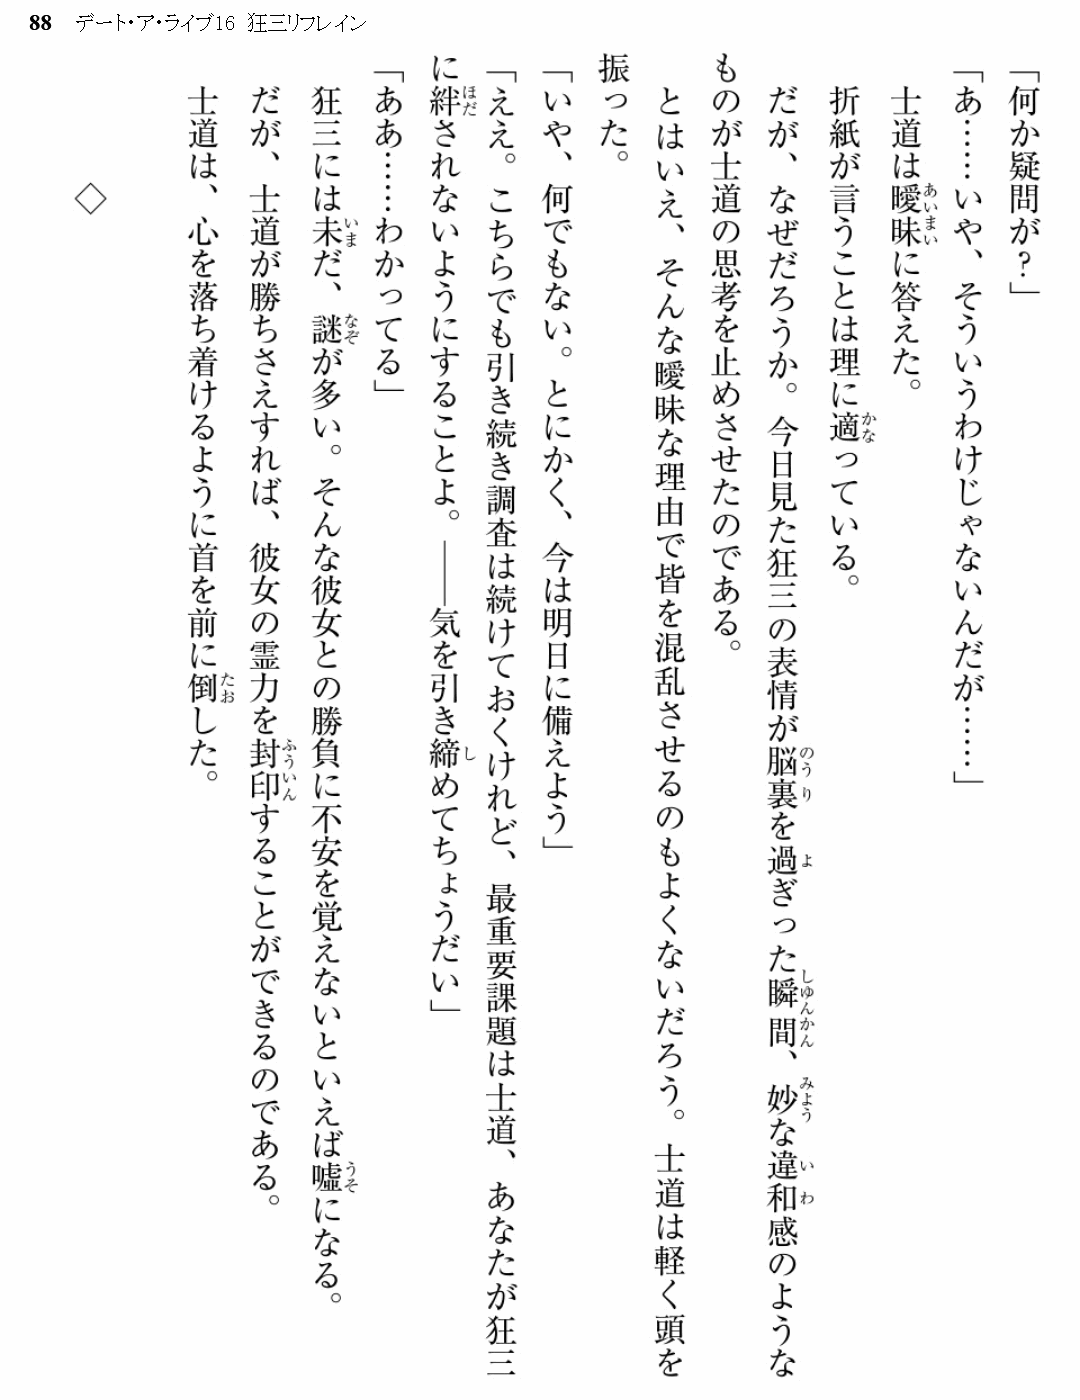 88 デート・ア・ライブ16 狂三リフレイン
「何か疑問が?」
「あ……いや、そういうわけじゃないんだが……」
士道は曖昧に答えた。
折紙が言うことは理に適っている。
だが、なぜだろうか。今日見た狂三の表情が脳裏を過ぎった瞬間、妙な違和感のような
ものが士道の思考を止めさせたのである。
とはいえ、そんな曖昧な理由で皆を混乱させるのもよくないだろう。士道は軽く頭を
振った。
「いや、何でもない。とにかく、今は明日に備えよう」
「ええ。こちらでも引き続き調査は続けておくけれど、最重要課題は士道、あなたが狂三
に絆されないようにすることよ。――気を引き締めてちょうだい」
「ああ……わかってる」
狂三には未だ、謎が多い。そんな彼女との勝負に不安を覚えないといえば嘘になる。
だが、士道が勝ちさえすれば、彼女の霊力を封印することができるのである。
士道は、心を落ち着けるように首を前に倒した。
◇